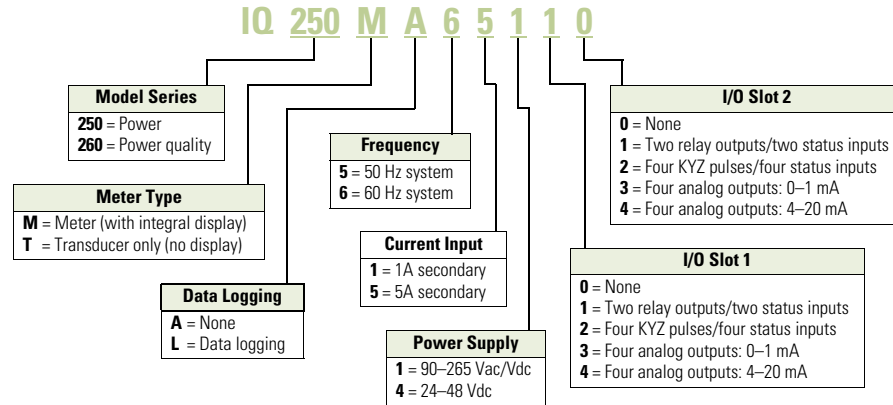 IQ 250 M A 6 5 1 1 0
Model Series
250 = Power
260 = Power quality
Meter Type
M = Meter (with integral display)
T = Transducer only (no display)
Data Logging
A = None
L = Data logging
Frequency
5 = 50 Hz system
6 = 60 Hz system
Current Input
1 = 1A secondary
5 = 5A secondary
Power Supply
1 = 90–265 Vac/Vdc
4 = 24–48 Vdc
I/O Slot 2
0 = None
1 = Two relay outputs/two status inputs
2 = Four KYZ pulses/four status inputs
3 = Four analog outputs: 0–1 mA
4 = Four analog outputs: 4–20 mA
I/O Slot 1
0 = None
1 = Two relay outputs/two status inputs
2 = Four KYZ pulses/four status inputs
3 = Four analog outputs: 0–1 mA
4 = Four analog outputs: 4–20 mA